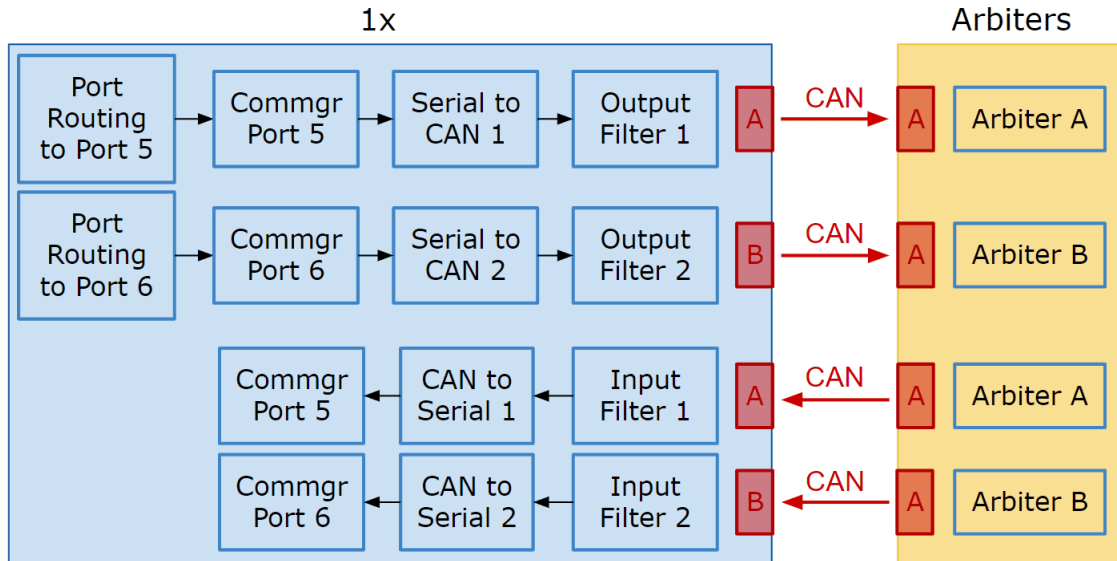 1x
Arbiters
Port
Routing
to Port 5
Commgr
Port 5
Serial to
CAN 1
Output
Filter 1
A
CAN
A
Arbiter A
Port
Routing
to Port 6
Commgr
Port 6
Serial to
CAN 2
Output
Filter 2
B
CAN
A
Arbiter B
Commgr
Port 5
CAN to
Serial 1
Input
Filter 1
A
CAN
A
Arbiter A
Commgr
Port 6
CAN to
Serial 2
Input
Filter 2
B
CAN
A
Arbiter B